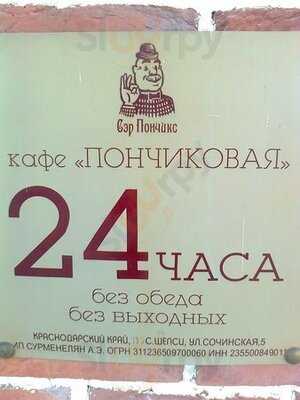 Sluurpy
Сэр Пончикс
кафе «ПОНЧИКОВАЯ»
24 ЧАСА
без обеда
без выходных
КРАСНОДАРСКИЙ КРАЙ, С. ШЕПСИ, УЛ.СОЧИНСКАЯ,5
ИП СУРМЕНЕЛЯН А.Э. ОГРН 311236509700060 ИНН